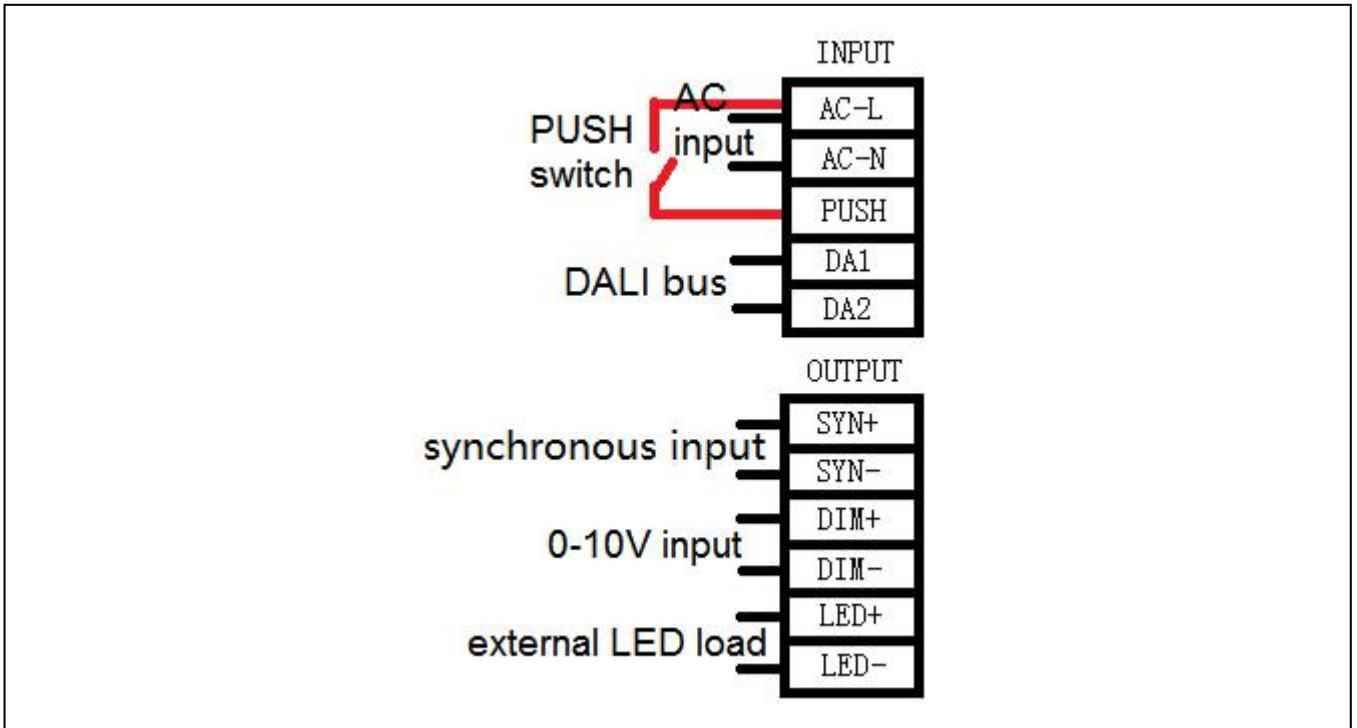 INPUT
AC
input
AC-L
AC-N
PUSH
switch
PUSH
DALI bus
DA1
DA2
OUTPUT
synchronous input
SYN+
SYN-
0-10V input
DIM+
DIM-
external LED load
LED+
LED-